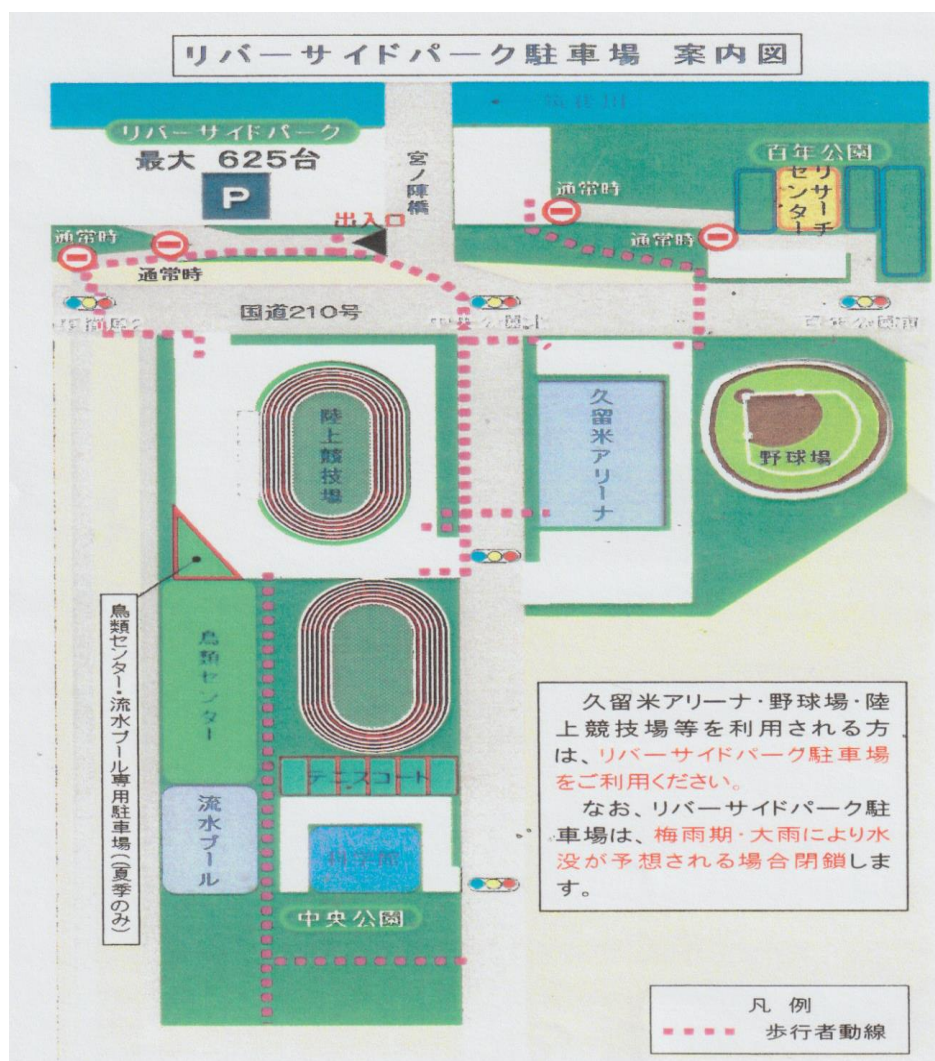 リバーサイドパーク駐車場 案内図
リバーサイドパーク
最大 625台
P
宮ノ陣橋
百年公園
リサーチ
センター
通常時
通常時
出入口
通常時
通常時
国道210号
中央公園北
陸上競技場
久留米アリーナ
野球場
鳥類センター・流水プール専用駐車場(夏季のみ)
鳥類センター
テニスコート
流水プール
科学館
中央公園
久留米アリーナ・野球場・陸
上競技場等を利用される方
は、リバーサイドパーク駐車場
をご利用ください。
なお、リバーサイドパーク駐
車場は、梅雨期・大雨により水
没が予想される場合閉鎖しま
す。
凡 例
歩行者動線